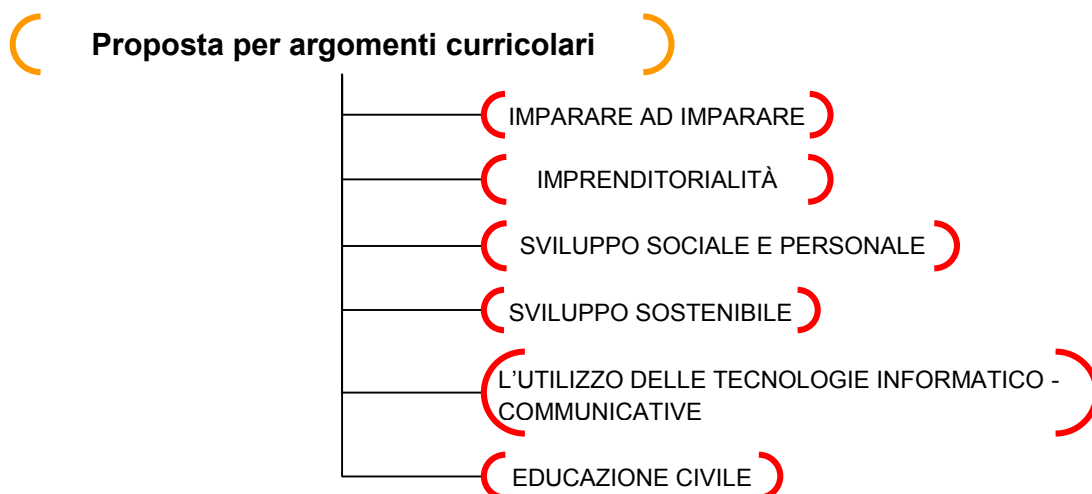 Proposta per argomenti curricolari
IMPARARE AD IMPARARE
IMPRENDITORIALITÀ
SVILUPPO SOCIALE E PERSONALE
SVILUPPO SOSTENIBILE
L'UTILIZZO DELLE TECNOLOGIE INFORMATICO -
COMMUNICATIVE
EDUCAZIONE CIVILE